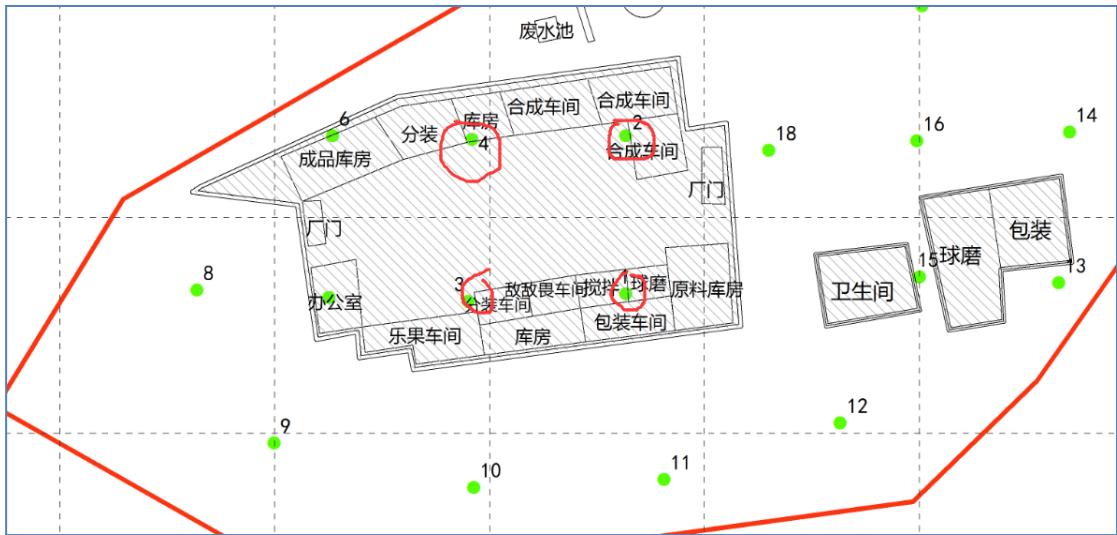 废水池
合成车间
合成车间
库房
分装
6
4
2
成品库房
合成车间
18
16
14
厂门
厂门
包装
球磨
15
13
8
3
1
办公室
分装车间
敌敌畏车间
搅拌
球磨
原料库房
卫生间
乐果车间
库房
包装车间
9
12
10
11